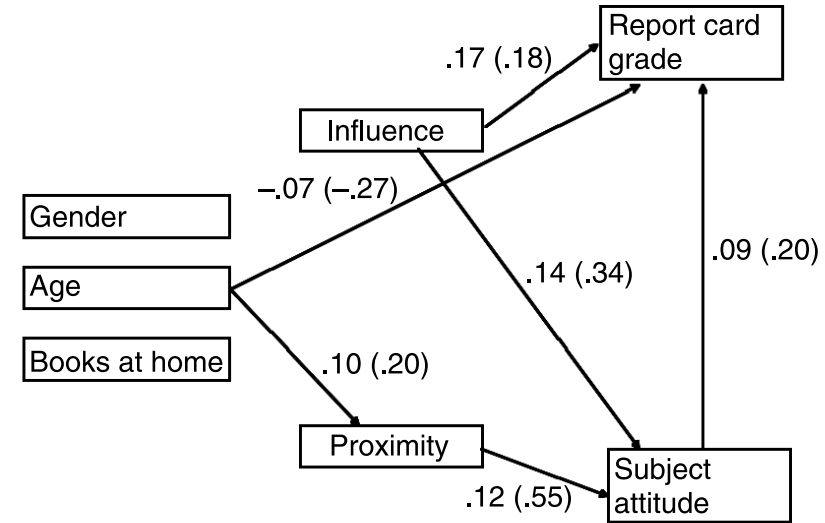 Report card
grade
.17 (.18)
Influence
–.07 (–.27)
Gender
.09 (.20)
.14 (.34)
Age
Books at home
.10 (.20)
Proximity
Subject
attitude
.12 (.55)